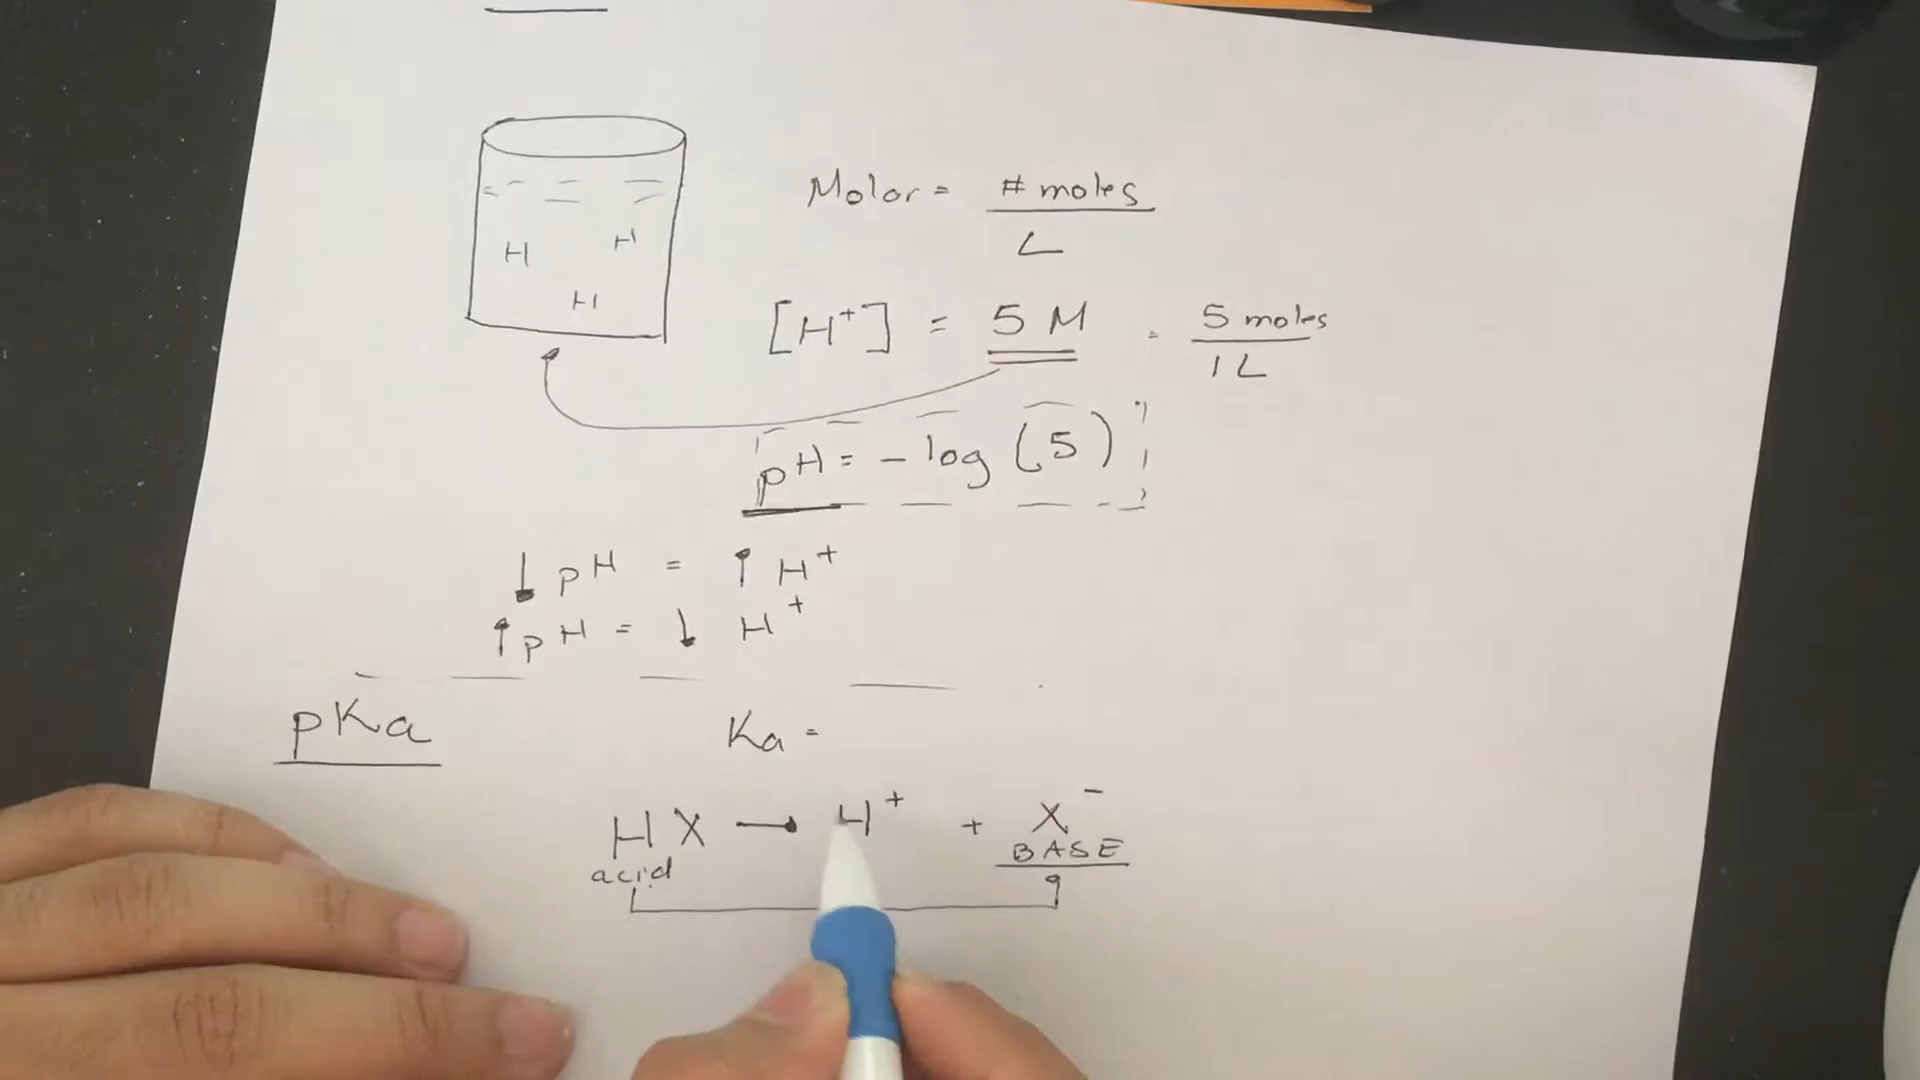 H H
H
Molar = # moles
L
[H⁺] = 5 M = 5 moles
1 L
pH = - log (5)
↓ pH = ↑ H⁺
↑ pH = ↓ H⁺
pKa Ka =
HX → H⁺ + X⁻
acid BASE